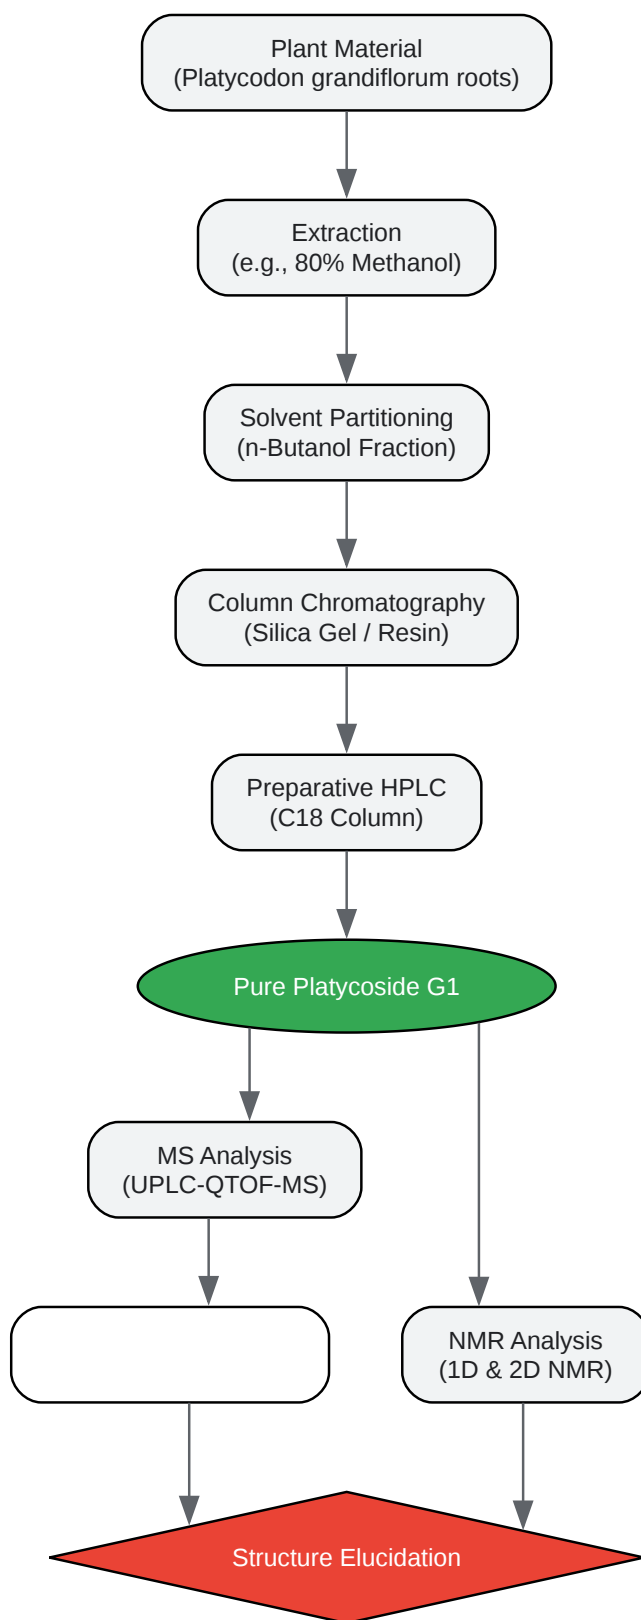 Plant Material
(Platycodon grandiflorum roots)
Extraction
(e.g., 80% Methanol)
Solvent Partitioning
(n-Butanol Fraction)
Column Chromatography
(Silica Gel / Resin)
Preparative HPLC
(C18 Column)
Pure Platycoside G1
MS Analysis
(UPLC-QTOF-MS)
NMR Analysis
(1D & 2D NMR)
Structure Elucidation